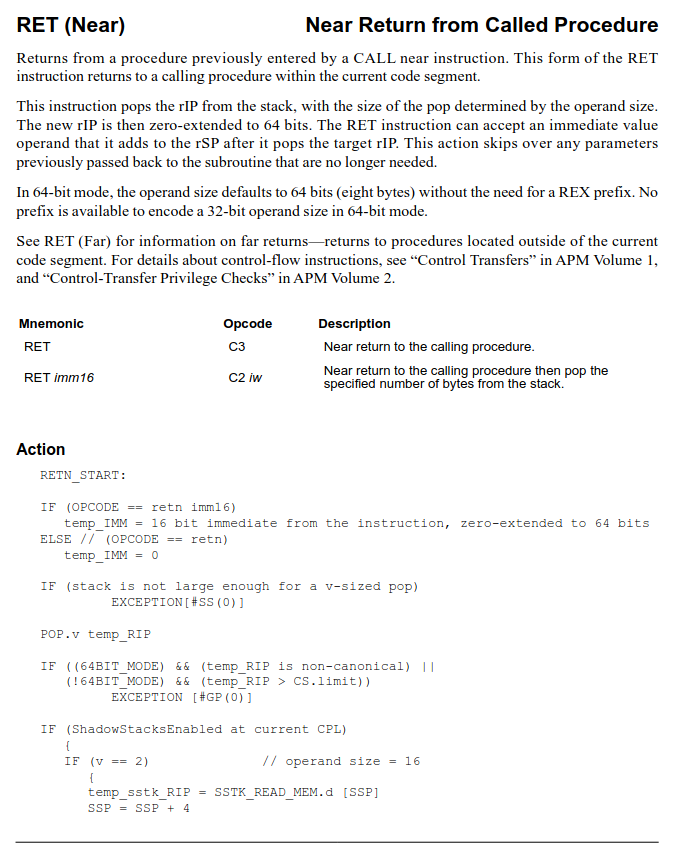 RET (Near) Near Return from Called Procedure
Returns from a procedure previously entered by a CALL near instruction. This form of the RET
instruction returns to a calling procedure within the current code segment.
This instruction pops the rIP from the stack, with the size of the pop determined by the operand size.
The new rIP is then zero-extended to 64 bits. The RET instruction can accept an immediate value
operand that it adds to the rSP after it pops the target rIP. This action skips over any parameters
previously passed back to the subroutine that are no longer needed.
In 64-bit mode, the operand size defaults to 64 bits (eight bytes) without the need for a REX prefix. No
prefix is available to encode a 32-bit operand size in 64-bit mode.
See RET (Far) for information on far returns—returns to procedures located outside of the current
code segment. For details about control-flow instructions, see “Control Transfers” in APM Volume 1,
and “Control-Transfer Privilege Checks” in APM Volume 2.
Mnemonic Opcode Description
RET C3 Near return to the calling procedure.
RET imm16 C2 iw Near return to the calling procedure then pop the
specified number of bytes from the stack.
Action
RETN_START:
IF (OPCODE == retn imm16)
temp_IMM = 16 bit immediate from the instruction, zero-extended to 64 bits
ELSE // (OPCODE == retn)
temp_IMM = 0
IF (stack is not large enough for a v-sized pop)
EXCEPTION[#SS(0)]
POP.v temp_RIP
IF ((64BIT_MODE) && (temp_RIP is non-canonical) ||
(!64BIT_MODE) && (temp_RIP > CS.limit))
EXCEPTION [#GP(0)]
IF (ShadowStacksEnabled at current CPL)
{
IF (v == 2) // operand size = 16
{
temp_sstk_RIP = SSTK_READ_MEM.d [SSP]
SSP = SSP + 4